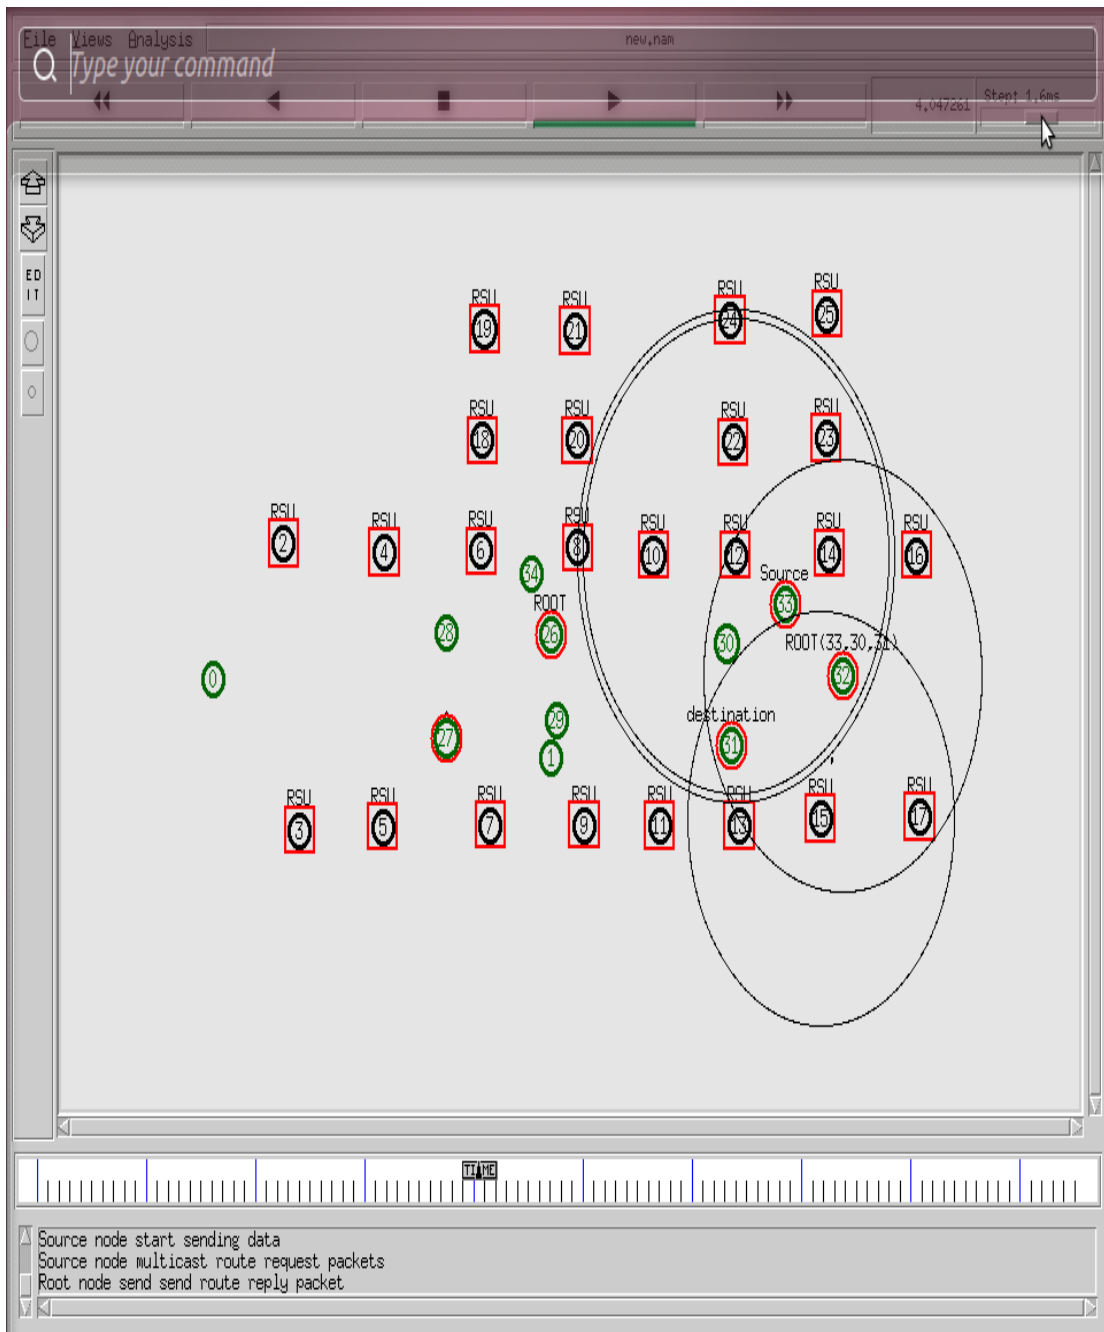 File Views Analysis
new.nam
Type your command
4.047261
Step: 1.6ms
ED
IT
RSU
19
RSU
21
RSU
24
RSU
25
RSU
18
RSU
20
RSU
22
RSU
23
RSU
2
RSU
4
RSU
6
RSU
8
RSU
10
RSU
12
RSU
14
RSU
16
34
Source
33
ROOT
26
28
30
ROOT(33,30,31)
32
0
27
29
1
destination
31
RSU
3
RSU
5
RSU
7
RSU
9
RSU
11
RSU
13
RSU
15
RSU
17
TIME
Source node start sending data
Source node multicast route request packets
Root node send send route reply packet